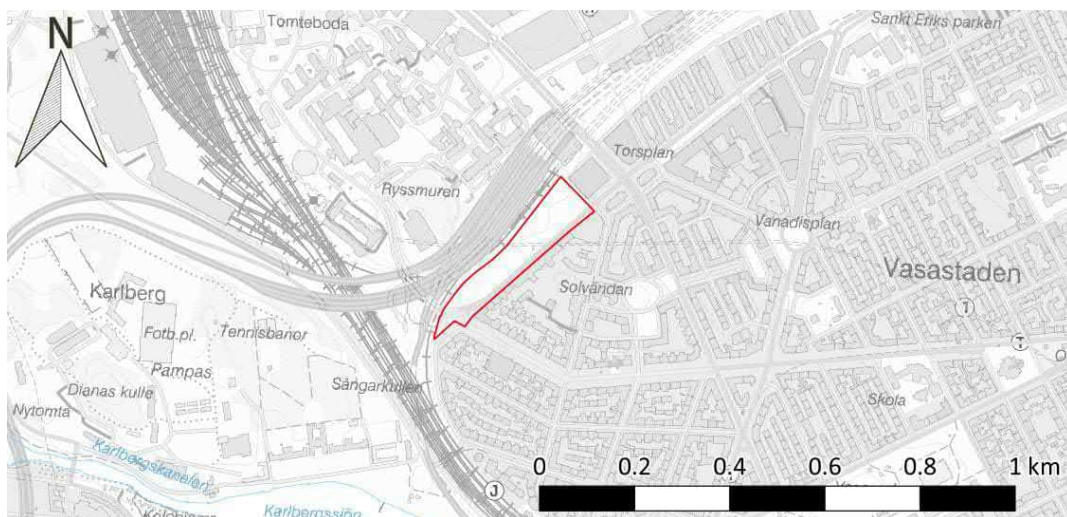 Tomteboda
Sankt Eriks parken
N
Torsplan
Ryssmuren
Vanadisplan
Vasastaden
Karlberg
Solvändan
T
Fotb.pl.
Tennisbanor
T
Pampas
Sångarkullen
Dianas kulle
Skola
Nytomta
Karlbergskanalen
0 0.2 0.4 0.6 0.8 1 km
J
Karlbergssjön